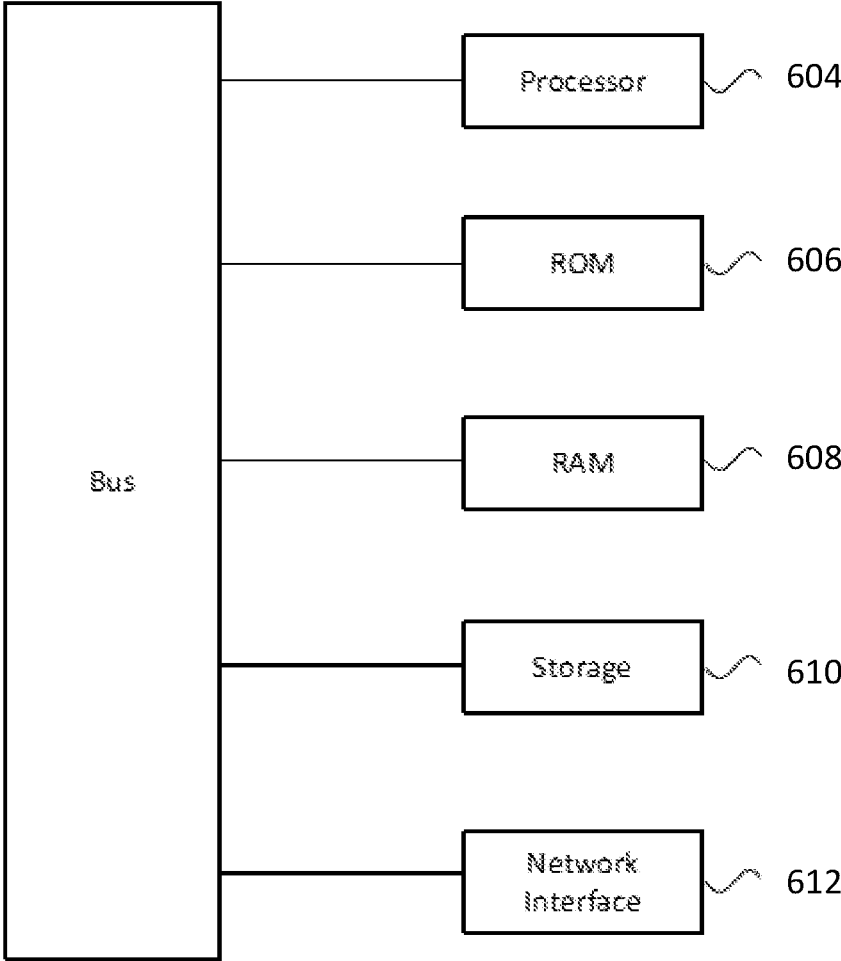 Processor
604
ROM
606
RAM
608
Bus
Storage
610
Network
Interface
612